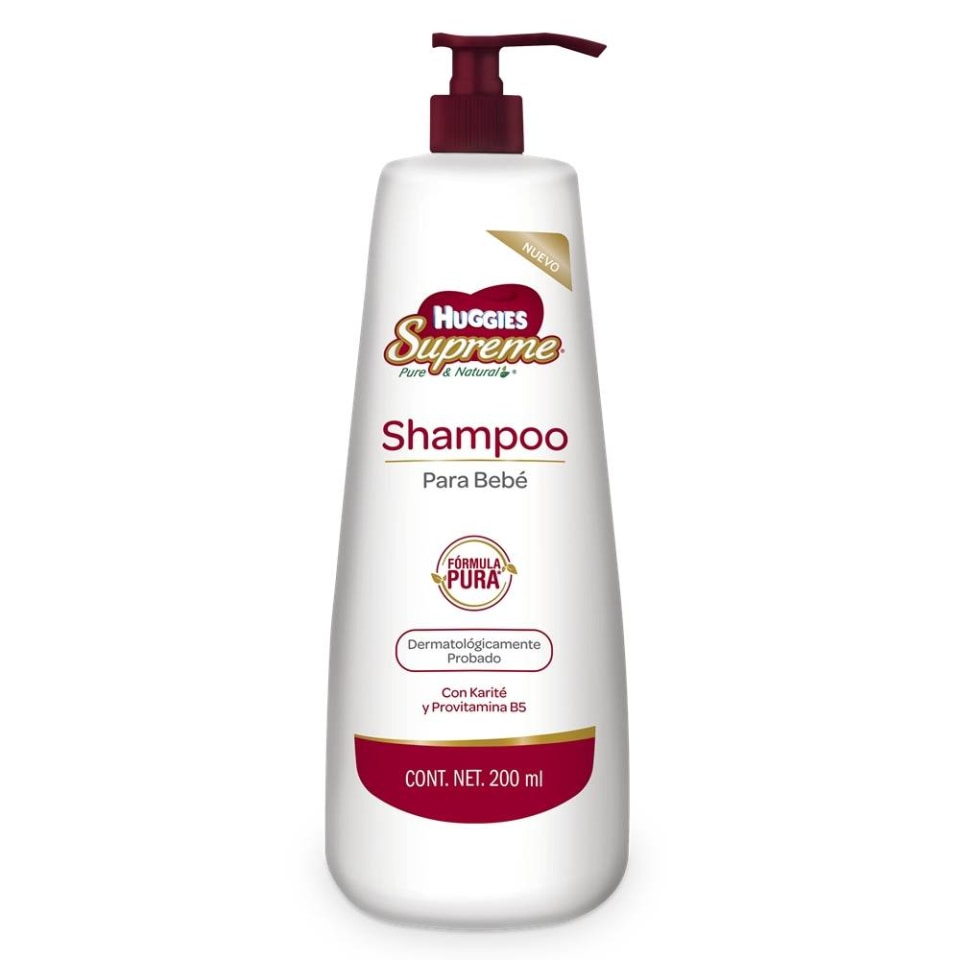 NUEVO
HUGGIES
Supreme®
Pure & Natural®
Shampoo
Para Bebé
FÓRMULA
PURA*
Dermatológicamente
Probado
Con Karité
y Provitamina B5
CONT. NET. 200 ml